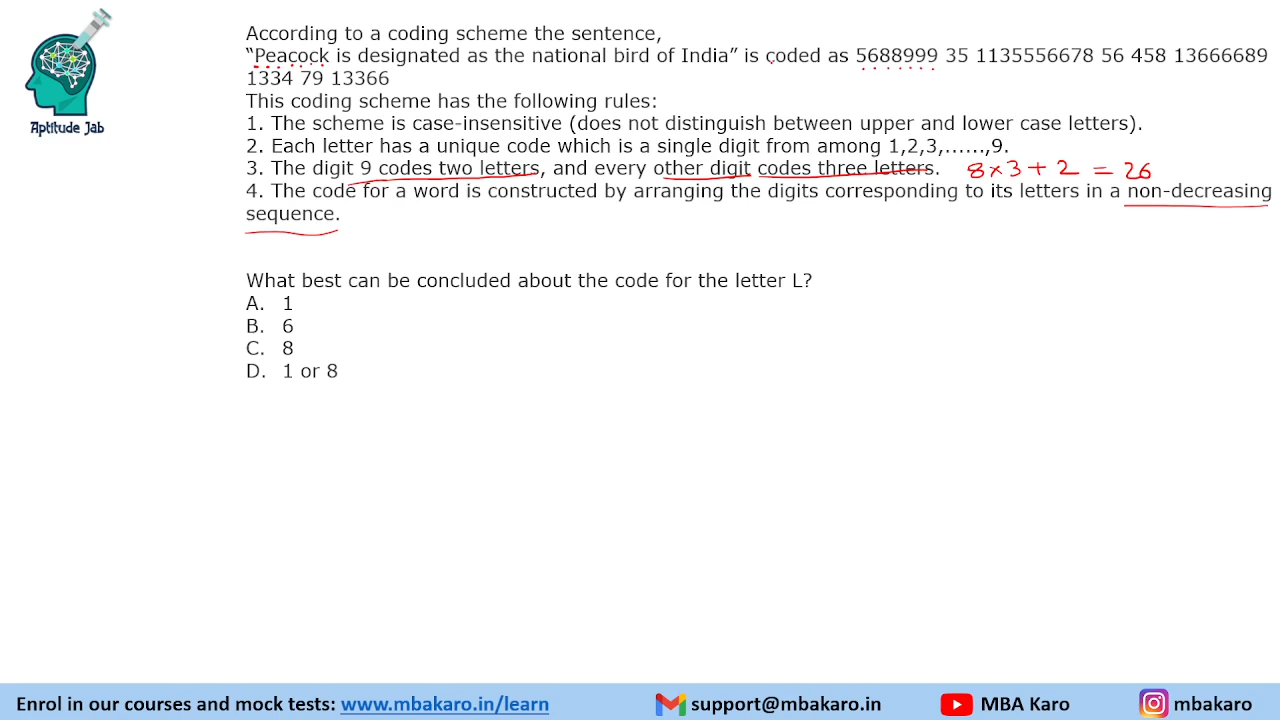 According to a coding scheme the sentence,
“Peacock is designated as the national bird of India” is coded as 5688999 35 1135556678 56 458 13666689
1334 79 13366
This coding scheme has the following rules:
1. The scheme is case-insensitive (does not distinguish between upper and lower case letters).
2. Each letter has a unique code which is a single digit from among 1,2,3,......,9.
3. The digit 9 codes two letters, and every other digit codes three letters. 8 x 3 + 2 = 26
4. The code for a word is constructed by arranging the digits corresponding to its letters in a non-decreasing
sequence.
What best can be concluded about the code for the letter L?
A. 1
B. 6
C. 8
D. 1 or 8
Aptitude Jab
Enrol in our courses and mock tests: www.mbakaro.in/learn support@mbakaro.in MBA Karo mbakaro